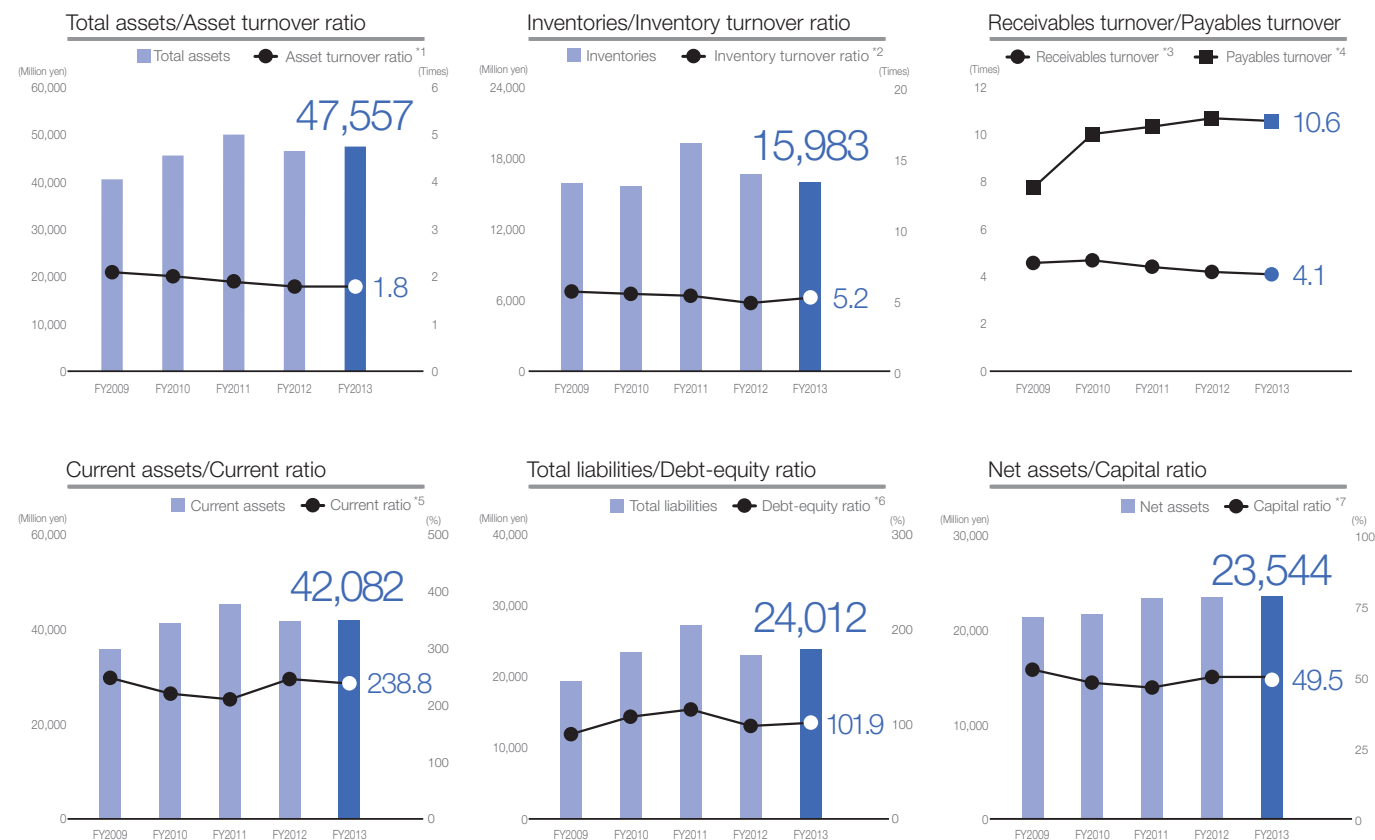 Total assets/Asset turnover ratio
Total assets Asset turnover ratio *1
(Million yen) (Times)
60,000 6
47,557
50,000 5
40,000 4
30,000 3
20,000 2
1.8
10,000 1
0 0
FY2009 FY2010 FY2011 FY2012 FY2013
Inventories/Inventory turnover ratio
Inventories Inventory turnover ratio *2
(Million yen) (Times)
24,000 20
15,983
18,000 15
12,000 10
6,000 5
5.2
0 0
FY2009 FY2010 FY2011 FY2012 FY2013
Receivables turnover/Payables turnover
Receivables turnover *3 Payables turnover *4
(Times)
12
10.6
10
8
6
4
4.1
2
0
FY2009 FY2010 FY2011 FY2012 FY2013
Current assets/Current ratio
Current assets Current ratio *5
(Million yen) (%)
60,000 500
42,082
400
40,000
300
238.8
200
20,000
100
0 0
FY2009 FY2010 FY2011 FY2012 FY2013
Total liabilities/Debt-equity ratio
Total liabilities Debt-equity ratio *6
(Million yen) (%)
40,000 300
30,000
24,012
200
20,000
101.9
100
10,000
0 0
FY2009 FY2010 FY2011 FY2012 FY2013
Net assets/Capital ratio
Net assets Capital ratio *7
(Million yen) (%)
30,000 100
23,544
75
20,000
50
49.5
10,000
25
0 0
FY2009 FY2010 FY2011 FY2012 FY2013